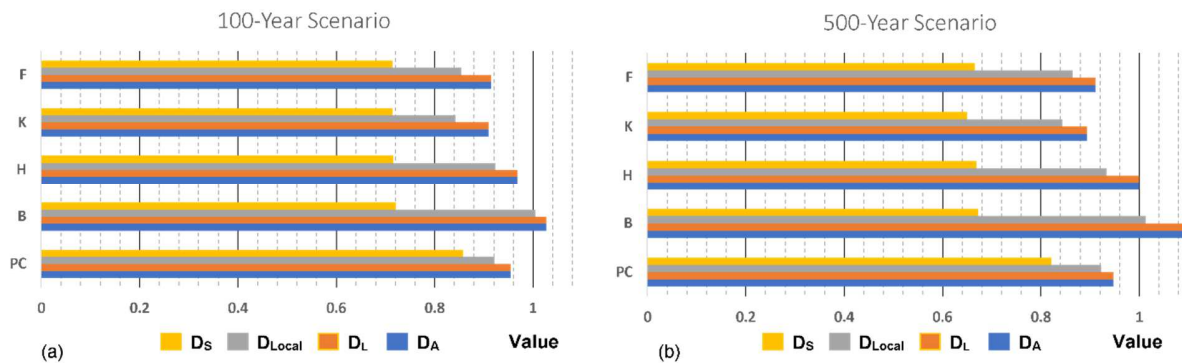 100-Year Scenario
F
K
H
B
PC
0 0.2 0.4 0.6 0.8 1
DS DLocal DL DA Value
(a)
500-Year Scenario
F
K
H
B
PC
0 0.2 0.4 0.6 0.8 1
DS DLocal DL DA Value
(b)